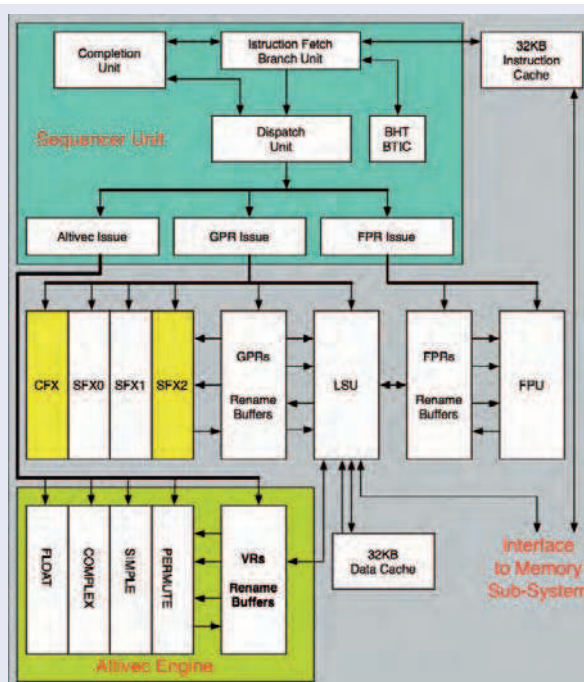 Completion
Unit
Istruction Fetch
Branch Unit
32KB
Instruction
Cache
Sequencer Unit
Dispatch
Unit
BHT
BTIC
Altivec Issue
GPR Issue
FPR Issue
CFX
SFX0
SFX1
SFX2
GPRs
Rename
Buffers
LSU
FPRs
Rename
Buffers
FPU
FLOAT
COMPLEX
SIMPLE
PERMUTE
VRs
Rename
Buffers
32KB
Data Cache
Interface
to Memory
Sub-System
Altivec Engine